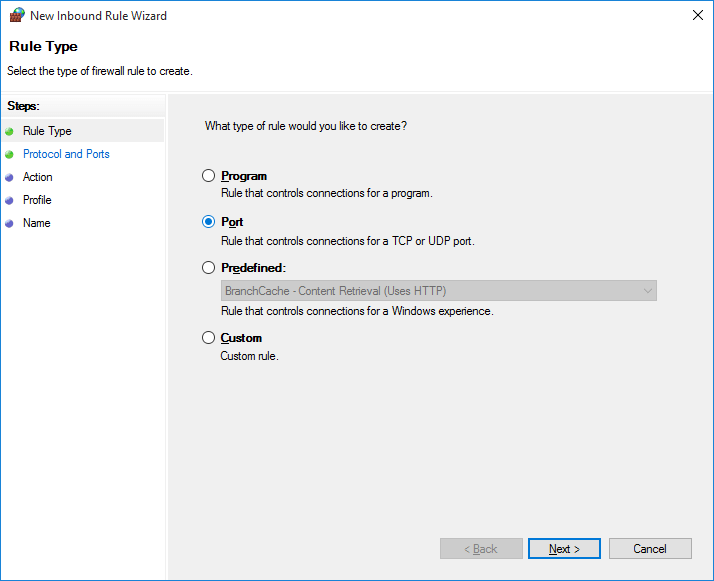 New Inbound Rule Wizard
Rule Type
Select the type of firewall rule to create.
Steps:
Rule Type
Protocol and Ports
Action
Profile
Name
What type of rule would you like to create?
Program
Rule that controls connections for a program.
Port
Rule that controls connections for a TCP or UDP port.
Predefined:
BranchCache - Content Retrieval (Uses HTTP)
Rule that controls connections for a Windows experience.
Custom
Custom rule.
< Back
Next >
Cancel